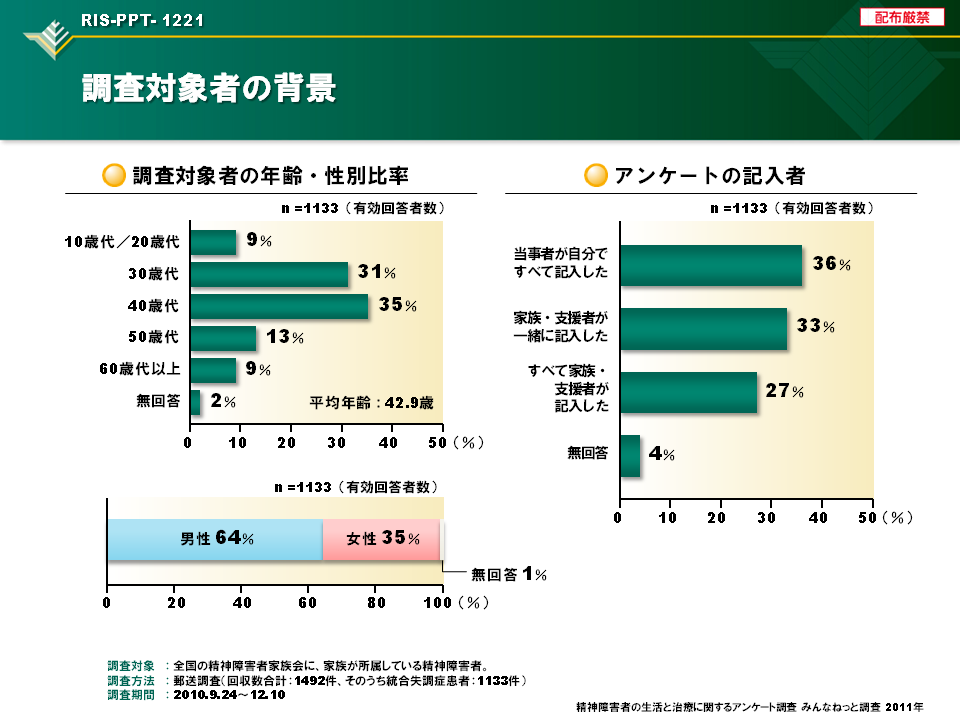 RIS-PPT- 1221
配布厳禁
調査対象者の背景
調査対象者の年齢・性別比率
n =1133（有効回答者数）
10歳代／20歳代 9%
30歳代 31%
40歳代 35%
50歳代 13%
60歳代以上 9%
無回答 2%
平均年齢：42.9歳
0 10 20 30 40 50（%）
n =1133（有効回答者数）
男性 64% 女性 35%
無回答 1%
0 20 40 60 80 100（%）
アンケートの記入者
n =1133（有効回答者数）
当事者が自分で
すべて記入した
36%
家族・支援者が
一緒に記入した
33%
すべて家族・
支援者が
記入した
27%
無回答 4%
0 10 20 30 40 50（%）
調査対象 ：全国の精神障害者家族会に、家族が所属している精神障害者。
調査方法 ：郵送調査（回収数合計：1492件、そのうち統合失調症患者：1133件）
調査期間 ：2010.9.24～12.10
精神障害者の生活と治療に関するアンケート調査 みんなねっと調査 2011年